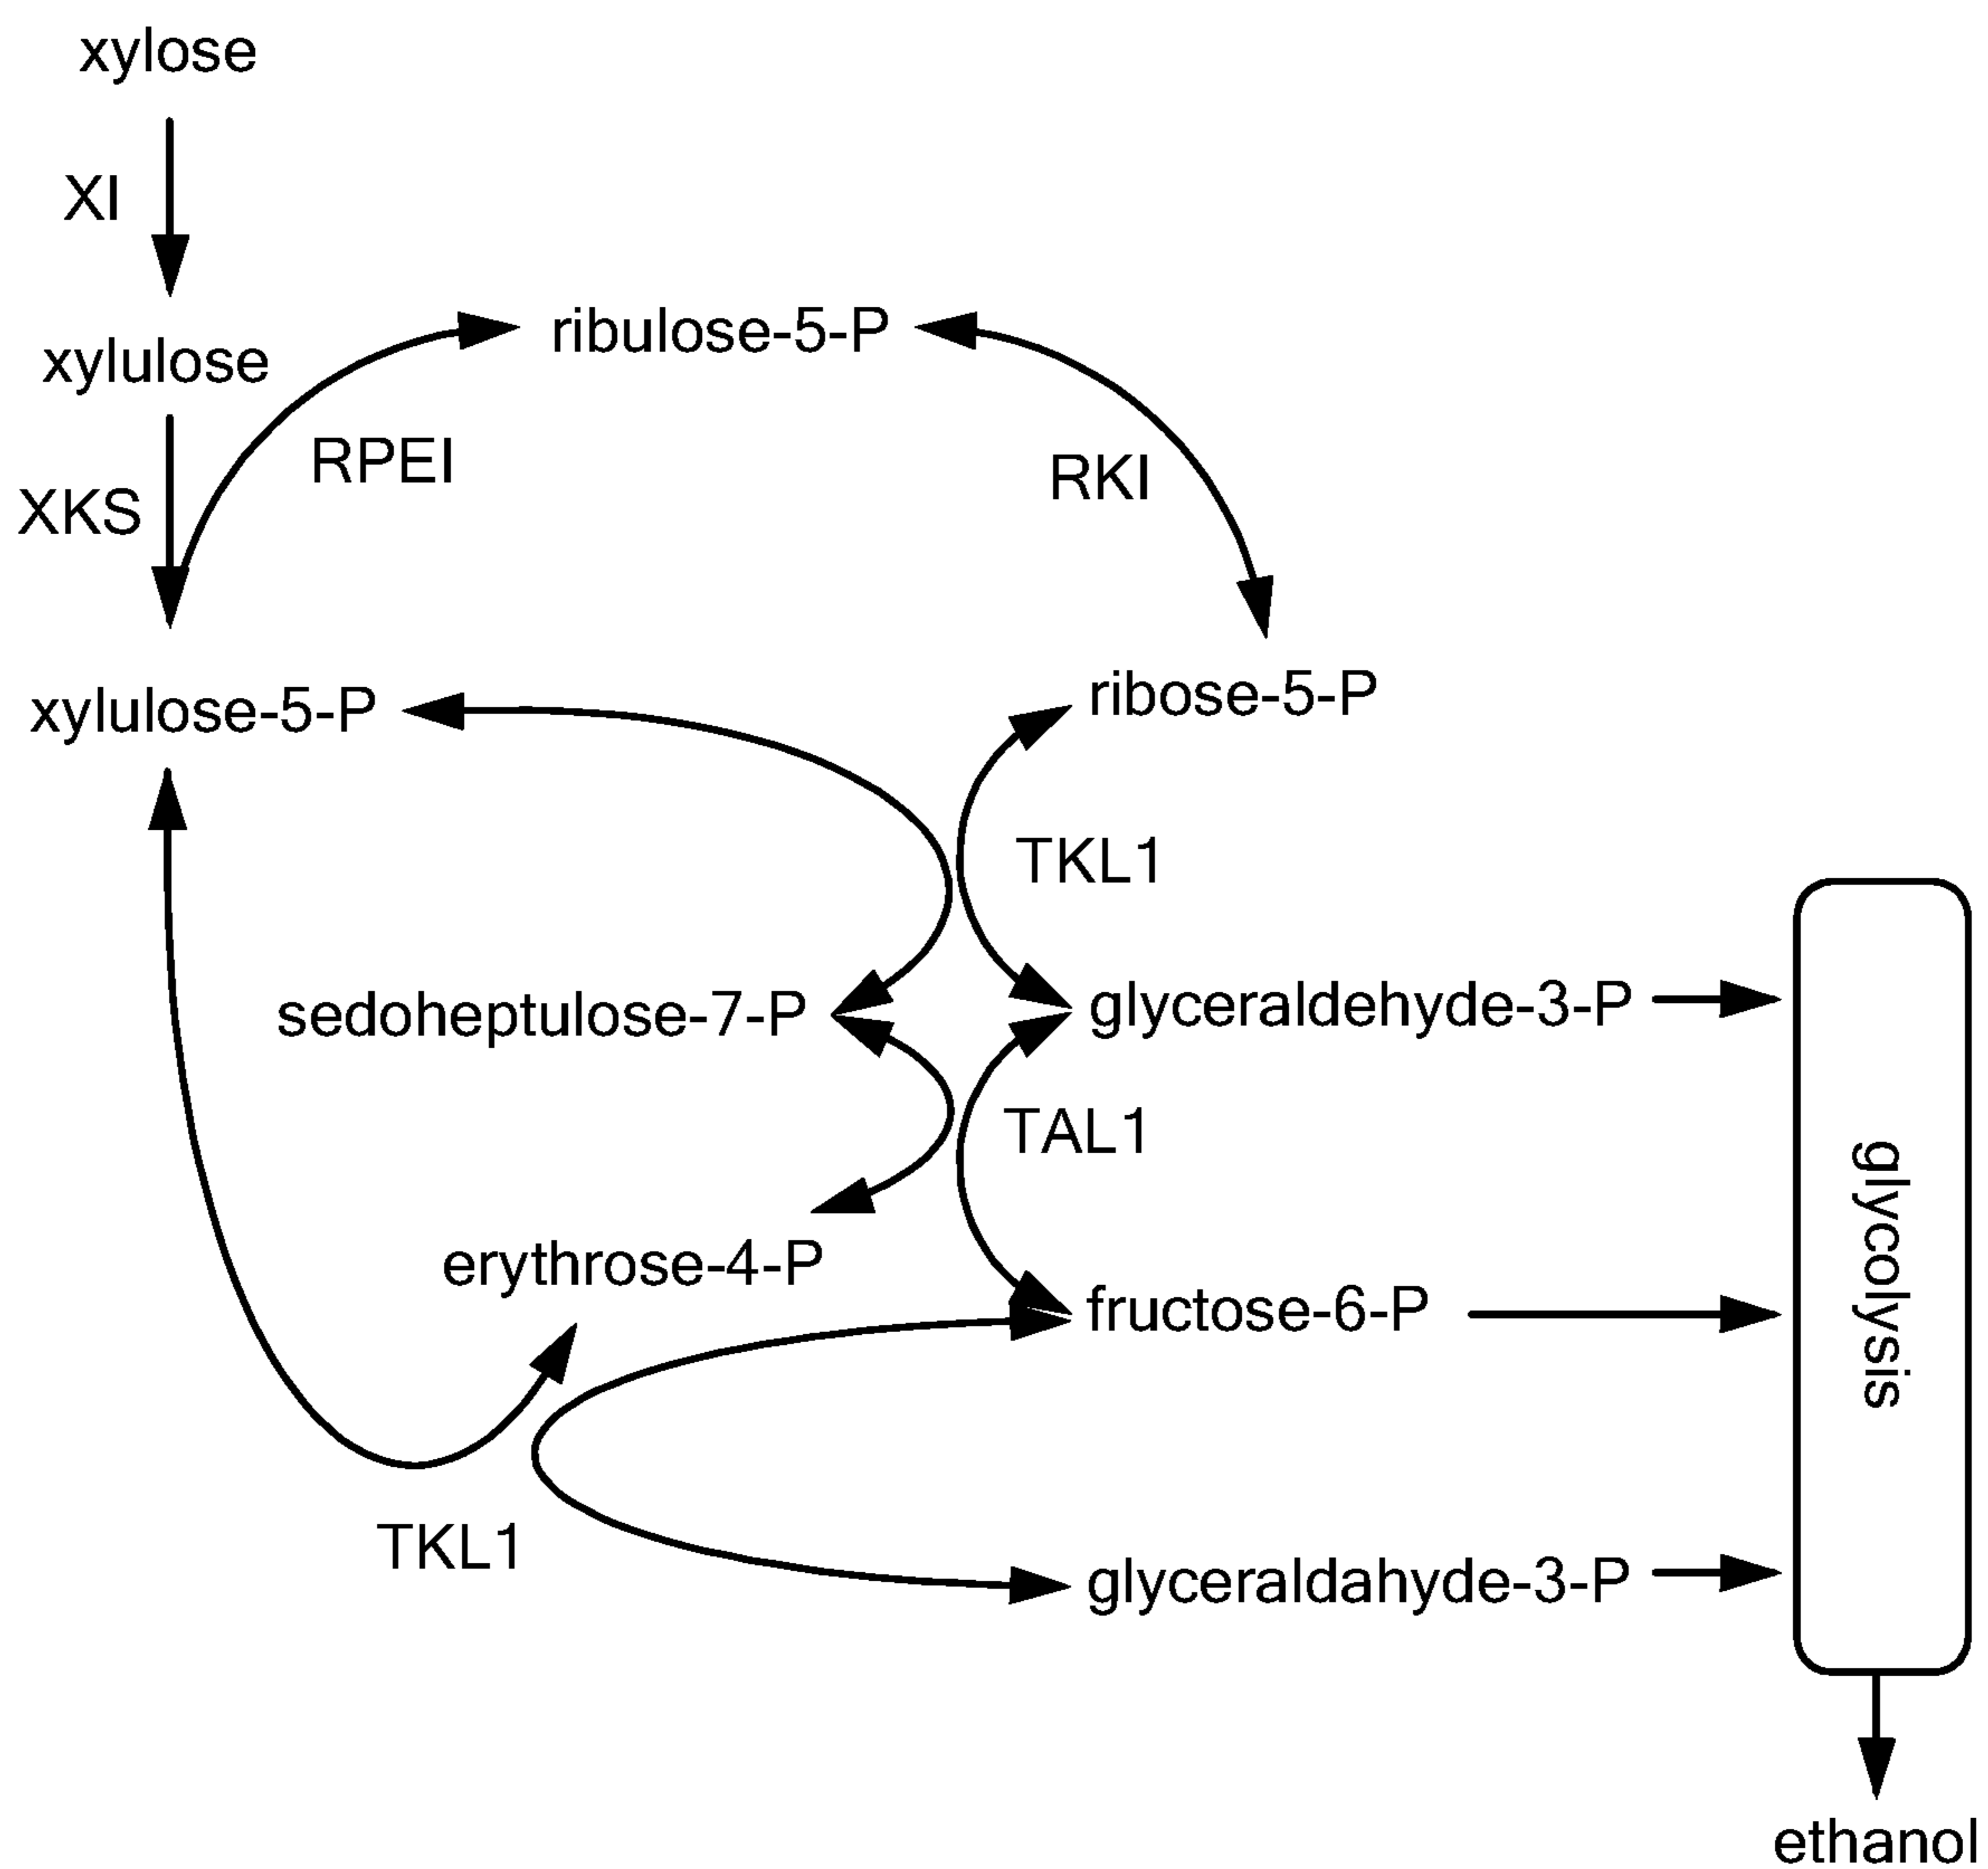 xylose
XI
xylulose
ribulose-5-P
RPEI
RKI
XKS
xylulose-5-P
ribose-5-P
TKL1
sedoheptulose-7-P
glyceraldehyde-3-P
TAL1
erythrose-4-P
fructose-6-P
glycolysis
TKL1
glyceraldahyde-3-P
ethanol